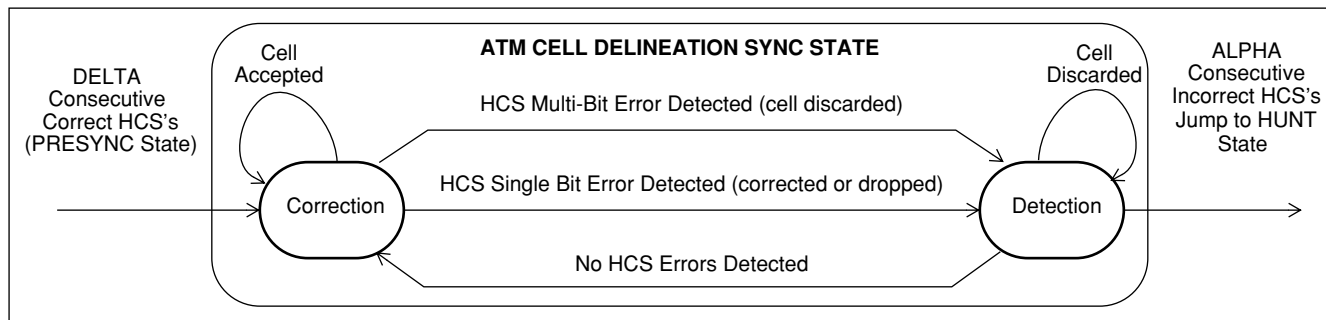 ATM CELL DELINEATION SYNC STATE
DELTA
Consecutive
Correct HCS's
(PRESYNC State)
Cell
Accepted
HCS Multi-Bit Error Detected (cell discarded)
Cell
Discarded
ALPHA
Consecutive
Incorrect HCS's
Jump to HUNT
State
HCS Single Bit Error Detected (corrected or dropped)
Correction
Detection
No HCS Errors Detected